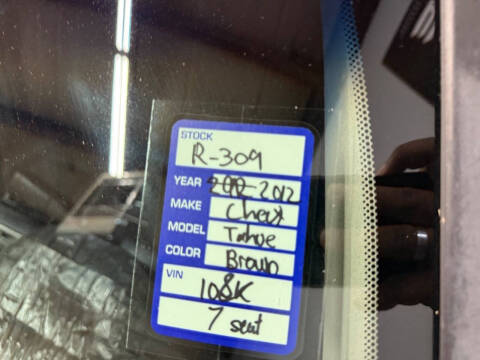 STOCK
R-309
YEAR 2012
MAKE Chevy
MODEL Tahoe
COLOR Brown
VIN
108K
7 seat